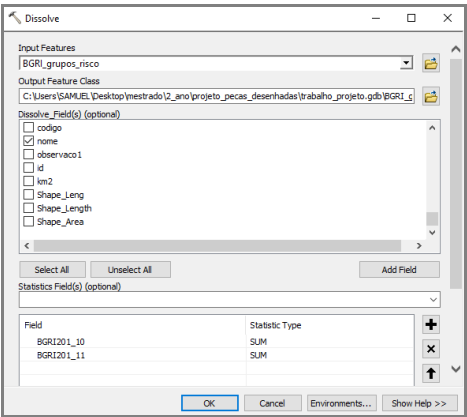 Dissolve
Input Features
BGRI_grupos_risco
Output Feature Class
C:\Users\SAMUEL\Desktop\mestrado\2_ano\projeto_pecas_desenhadas\trabalho_projeto.gdb\BGRI_g
Dissolve_Field(s) (optional)
codigo
nome
observaco1
id
km2
Shape_Leng
Shape_Length
Shape_Area
Select All Unselect All Add Field
Statistics Field(s) (optional)
Field Statistic Type
BGRI201_10 SUM
BGRI201_11 SUM
OK Cancel Environments... Show Help >>